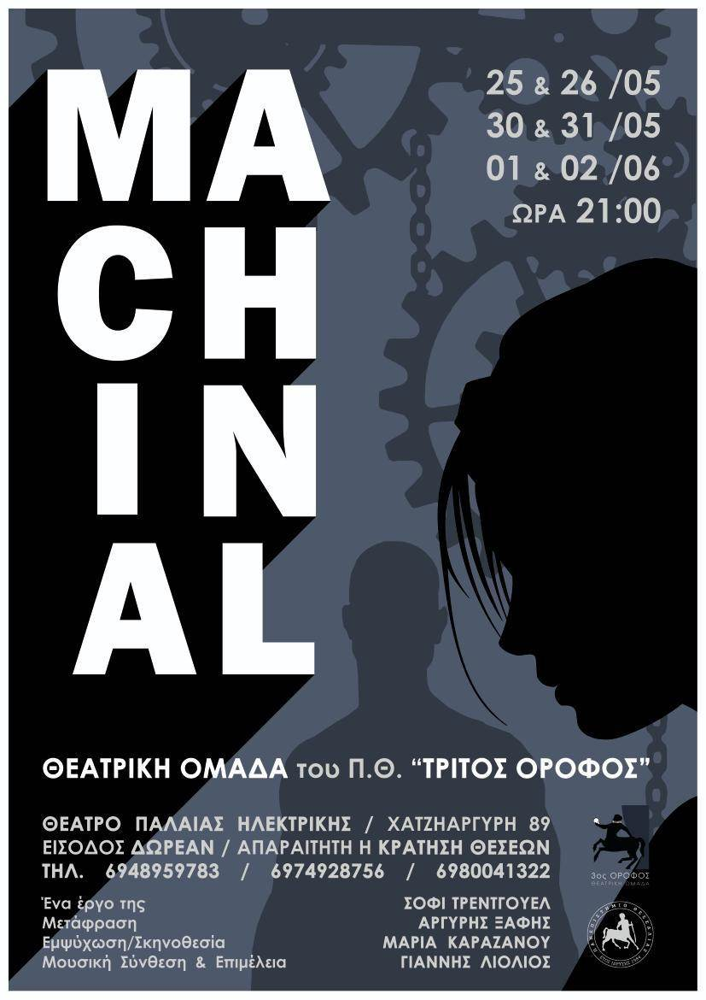 MA
CH
IN
AL
25 & 26 /05
30 & 31 /05
01 & 02 /06
ΩΡΑ 21:00
ΘΕΑΤΡΙΚΗ ΟΜΑΔΑ του Π.Θ. “ΤΡΙΤΟΣ ΟΡΟΦΟΣ”
ΘΕΑΤΡΟ ΠΑΛΑΙΑΣ ΗΛΕΚΤΡΙΚΗΣ / ΧΑΤΖΗΑΡΓΥΡΗ 89
ΕΙΣΟΔΟΣ ΔΩΡΕΑΝ / ΑΠΑΡΑΙΤΗΤΗ Η ΚΡΑΤΗΣΗ ΘΕΣΕΩΝ
ΤΗΛ. 6948959783 / 6974928756 / 6980041322
Ένα έργο της ΣΟΦΙ ΤΡΕΝΤΓΟΥΕΛ
Μετάφραση ΑΡΓΥΡΗΣ ΞΑΦΗΣ
Εμψύχωση/Σκηνοθεσία ΜΑΡΙΑ ΚΑΡΑΖΑΝΟΥ
Μουσική Σύνθεση & Επιμέλεια ΓΙΑΝΝΗΣ ΛΙΟΛΙΟΣ
3ος ΟΡΟΦΟΣ
ΘΕΑΤΡΙΚΗ ΟΜΑΔΑ
ΠΑΝΕΠΙΣΤΗΜΙΟ ΘΕΣΣΑΛΙΑΣ